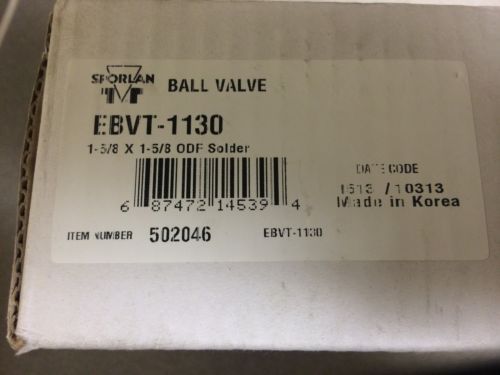 SPORLAN
BALL VALVE
EBVT-1130
1-5/8 X 1-5/8 ODF Solder
DATE CODE
1613 / 10313
Made in Korea
6 87472 14539 4
ITEM NUMBER 502046 EBVT-1130